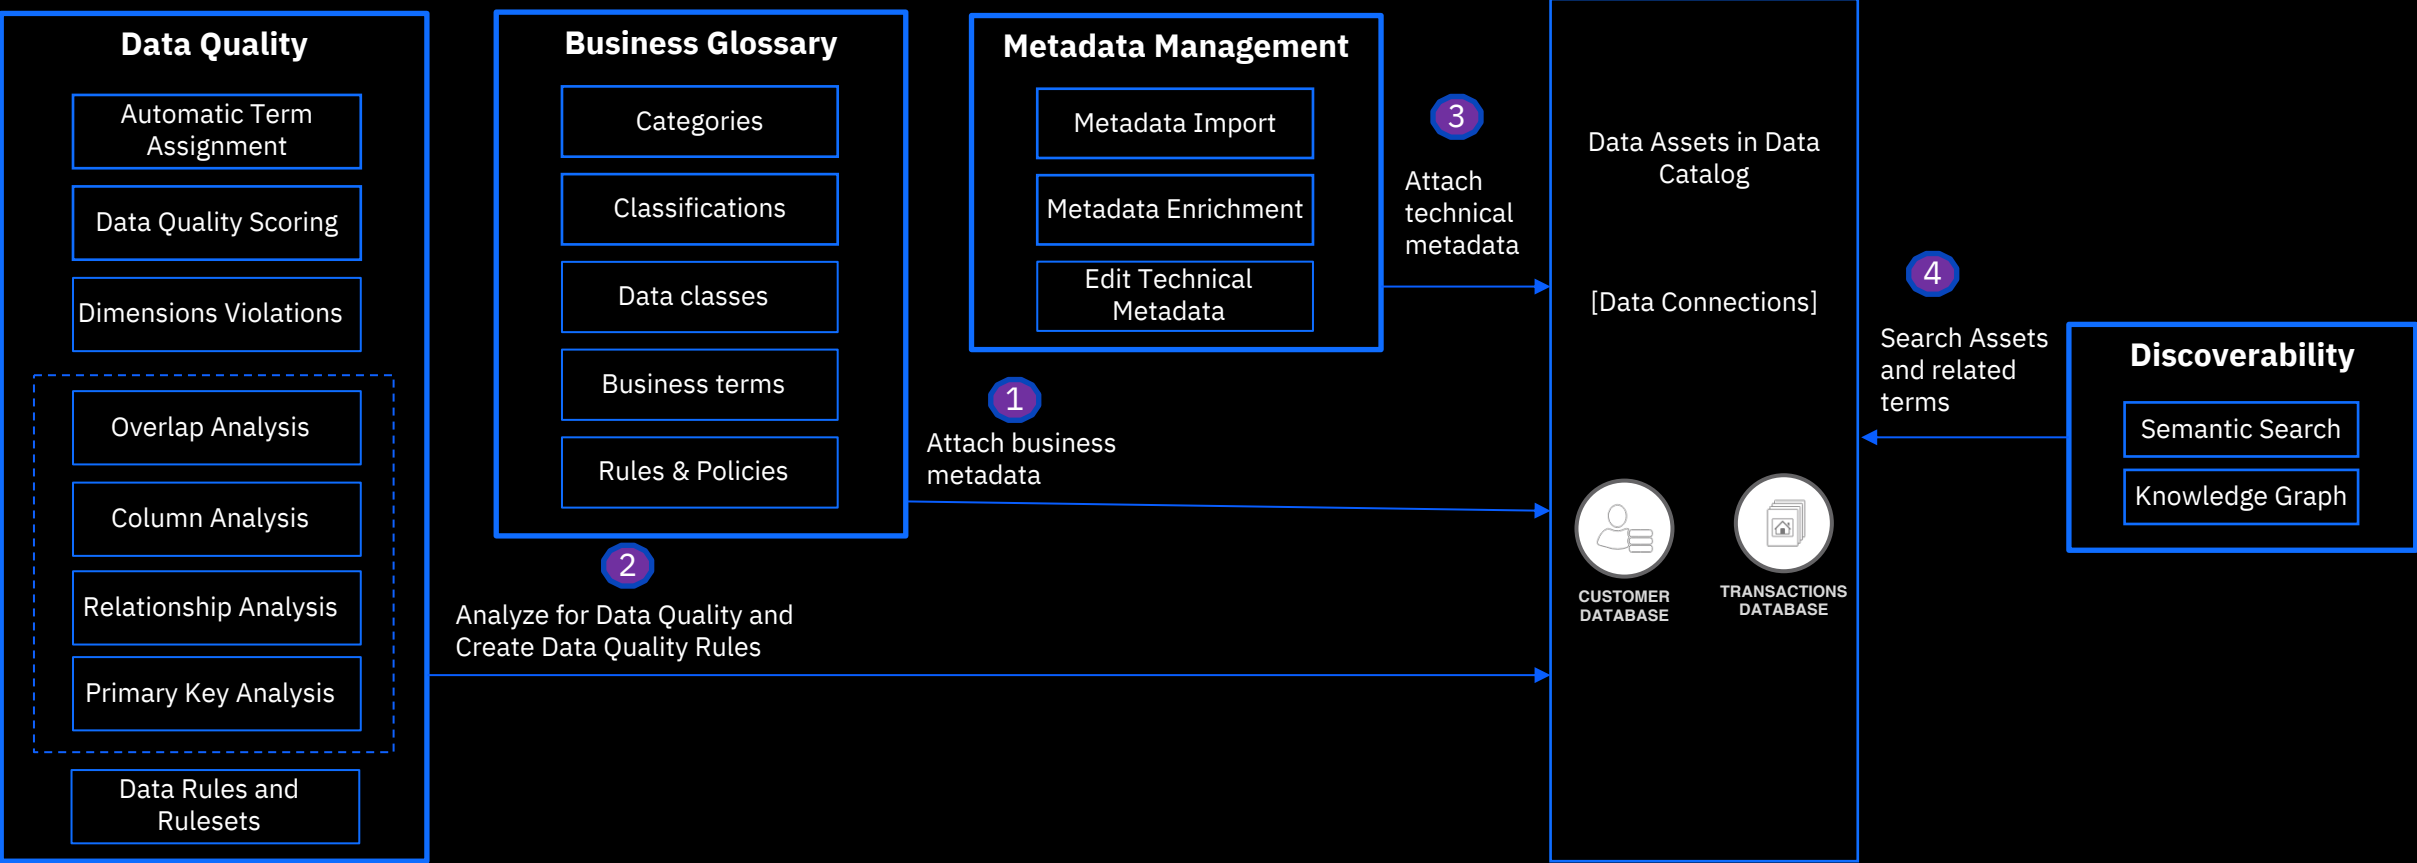 Data Quality
Automatic Term
Assignment
Data Quality Scoring
Dimensions Violations
Overlap Analysis
Column Analysis
Relationship Analysis
Primary Key Analysis
Data Rules and
Rulesets
Business Glossary
Categories
Classifications
Data classes
Business terms
Rules & Policies
2
Analyze for Data Quality and
Create Data Quality Rules
Metadata Management
Metadata Import
Metadata Enrichment
Edit Technical
Metadata
1
Attach business
metadata
3
Attach
technical
metadata
Data Assets in Data
Catalog
[Data Connections]
CUSTOMER
DATABASE
TRANSACTIONS
DATABASE
4
Search Assets
and related
terms
Discoverability
Semantic Search
Knowledge Graph